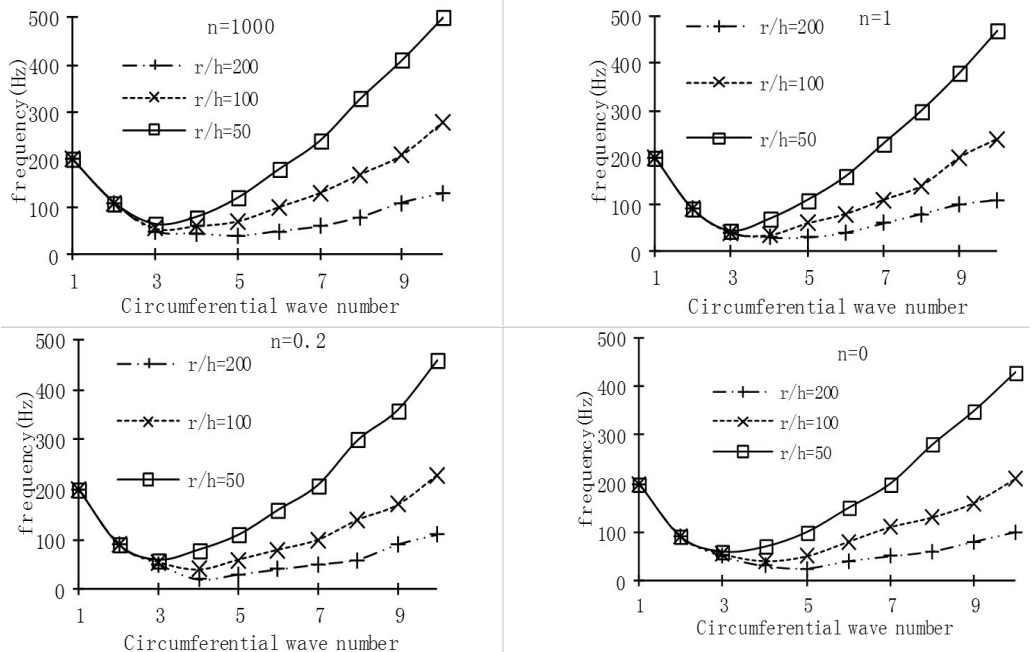 n=1000
500
400
300
200
100
0
frequency(Hz)
r/h=200
r/h=100
r/h=50
1 3 5 7 9
Circumferential wave number
n=1
500
400
300
200
100
0
frequency(Hz)
r/h=200
r/h=100
r/h=50
1 3 5 7 9
Circumferential wave number
n=0.2
500
400
300
200
100
0
frequency(Hz)
r/h=200
r/h=100
r/h=50
1 3 5 7 9
Circumferential wave number
n=0
500
400
300
200
100
0
frequency(Hz)
r/h=200
r/h=100
r/h=50
1 3 5 7 9
Circumferential wave number